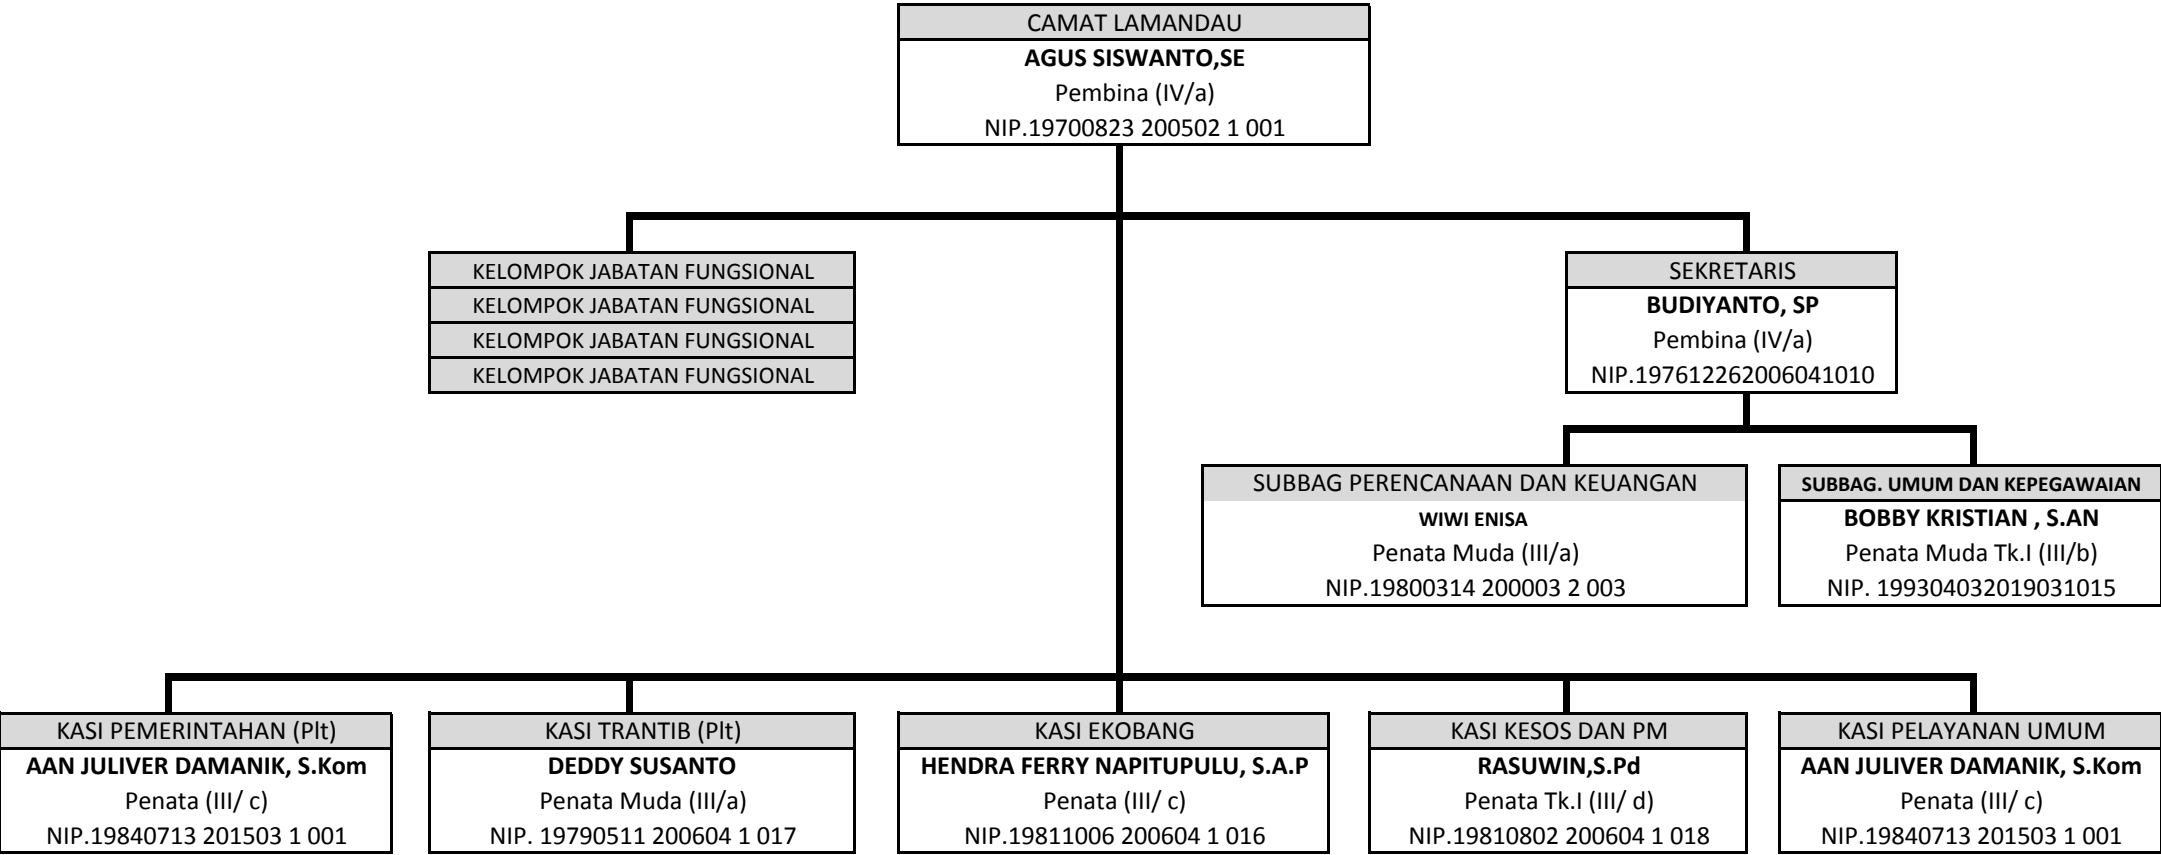 CAMAT LAMANDAU
AGUS SISWANTO,SE
Pembina (IV/a)
NIP.19700823 200502 1 001
KELOMPOK JABATAN FUNGSIONAL
KELOMPOK JABATAN FUNGSIONAL
KELOMPOK JABATAN FUNGSIONAL
KELOMPOK JABATAN FUNGSIONAL
SEKRETARIS
BUDIYANTO, SP
Pembina (IV/a)
NIP.197612262006041010
SUBBAG PERENCANAAN DAN KEUANGAN
WIWI ENISA
Penata Muda (III/a)
NIP.19800314 200003 2 003
SUBBAG. UMUM DAN KEPEGAWAIAN
BOBBY KRISTIAN , S.AN
Penata Muda Tk.I (III/b)
NIP. 199304032019031015
KASI PEMERINTAHAN (Plt)
AAN JULIVER DAMANIK, S.Kom
Penata (III/ c)
NIP.19840713 201503 1 001
KASI TRANTIB (Plt)
DEDDY SUSANTO
Penata Muda (III/a)
NIP. 19790511 200604 1 017
KASI EKOBANG
HENDRA FERRY NAPITUPULU, S.A.P
Penata (III/ c)
NIP.19811006 200604 1 016
KASI KESOS DAN PM
RASUWIN,S.Pd
Penata Tk.I (III/ d)
NIP.19810802 200604 1 018
KASI PELAYANAN UMUM
AAN JULIVER DAMANIK, S.Kom
Penata (III/ c)
NIP.19840713 201503 1 001